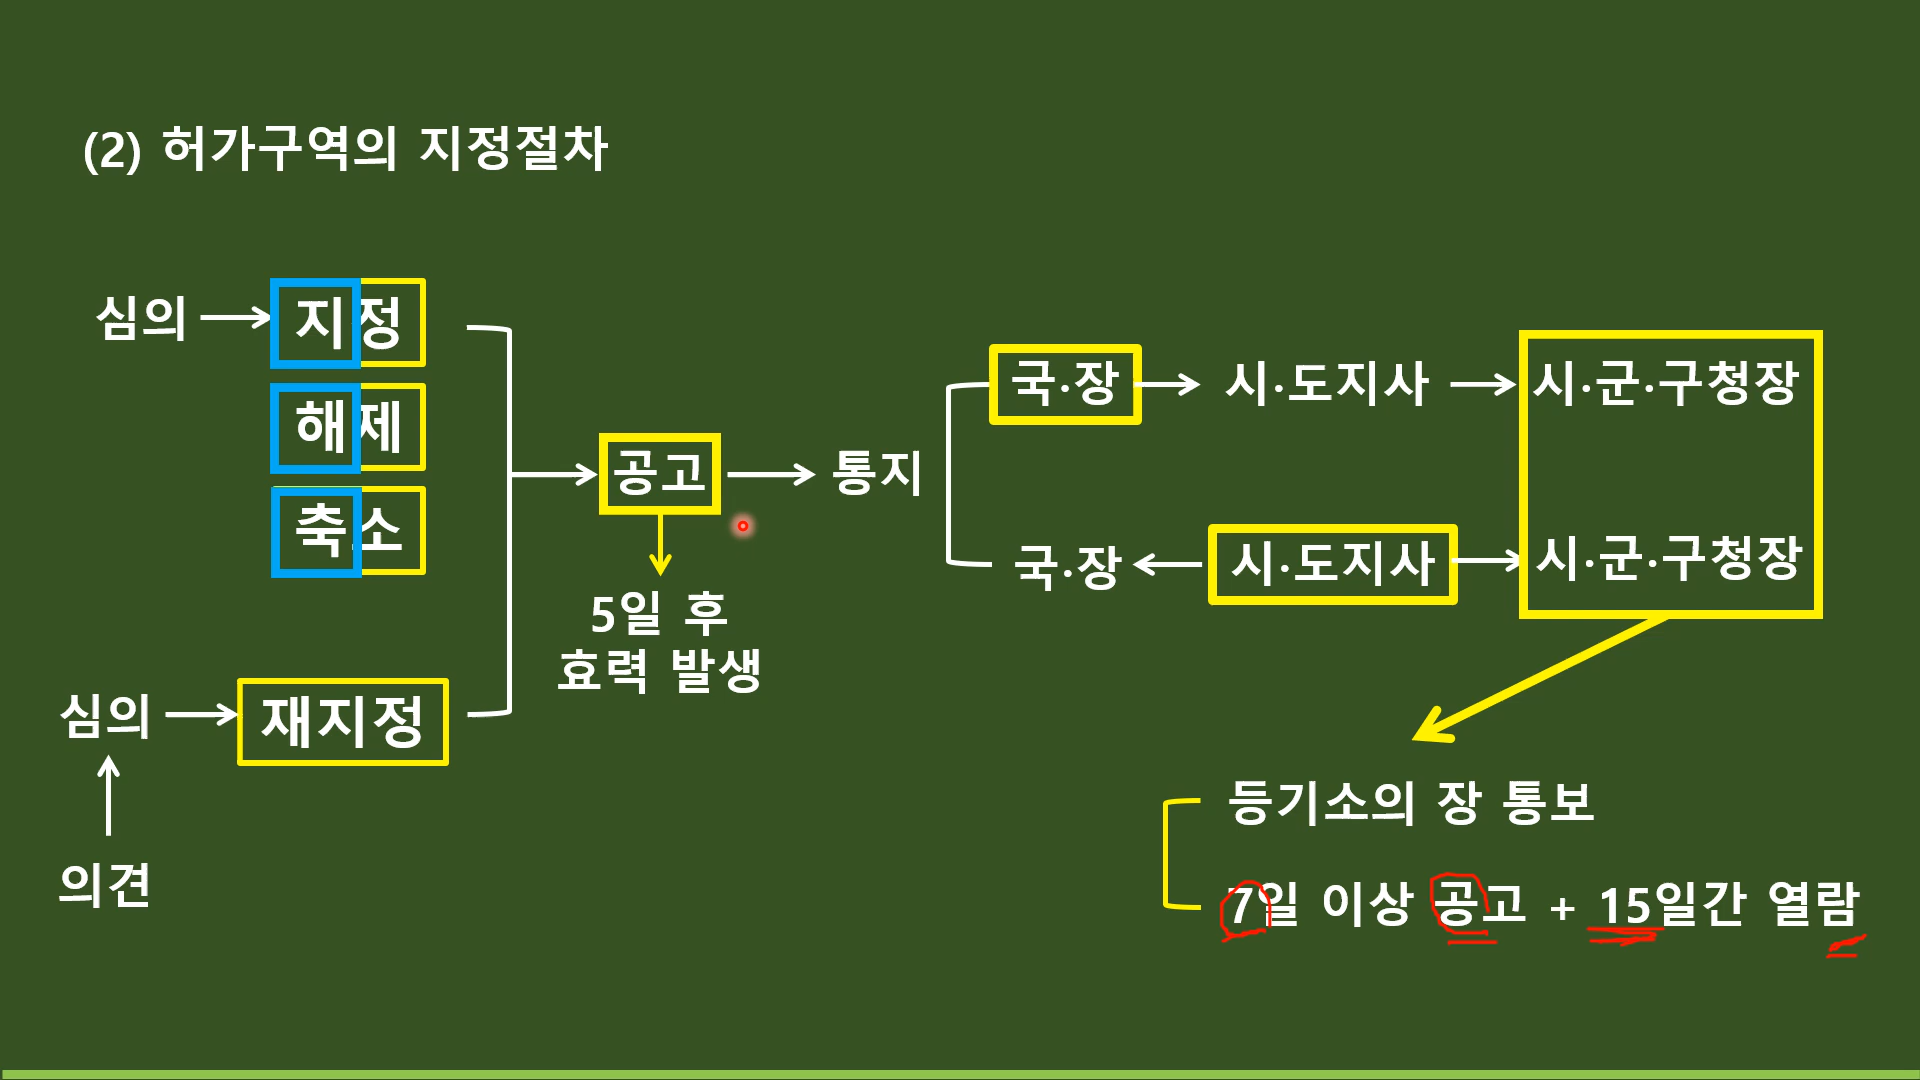 (2) 허가구역의 지정절차
심의 지정
해제
축소
심의 재지정
의견
공고
5일 후
효력 발생
통지
국·장 시·도지사 시·군·구청장
국·장 시·도지사 시·군·구청장
등기소의 장 통보
7일 이상 공고 + 15일간 열람